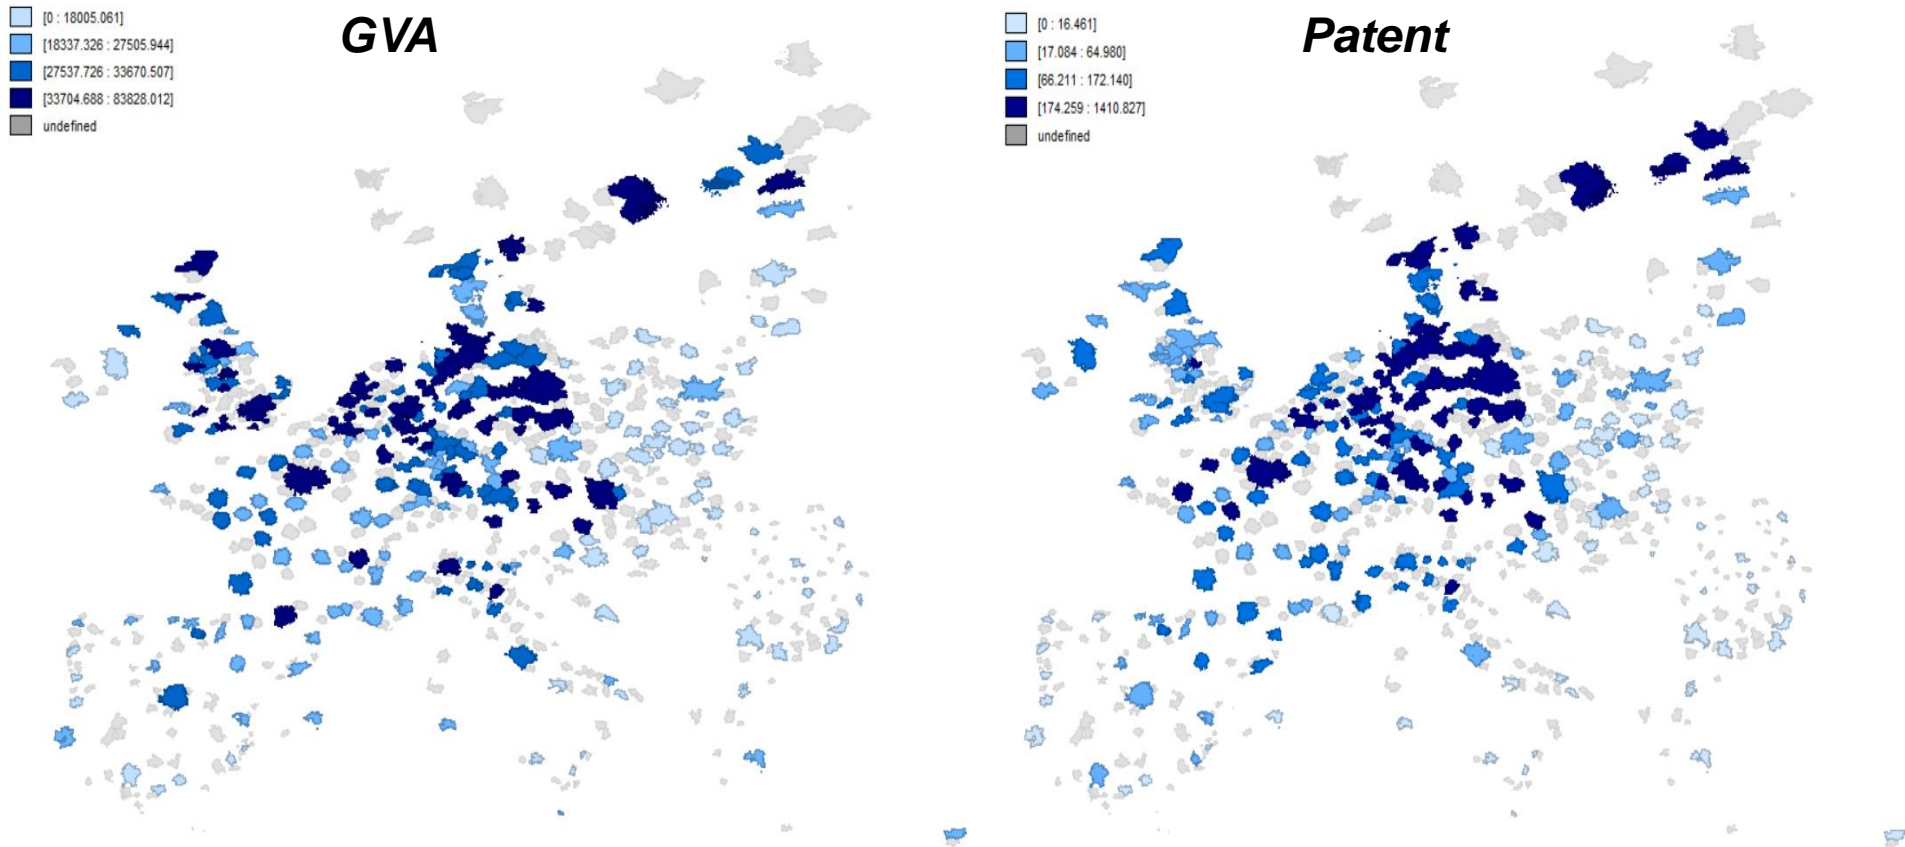 GVA
[0 : 18005.061]
[18337.326 : 27505.944]
[27537.726 : 33670.507]
[33704.688 : 83828.012]
undefined
Patent
[0 : 16.461]
[17.084 : 64.980]
[66.211 : 172.140]
[174.259 : 1410.827]
undefined